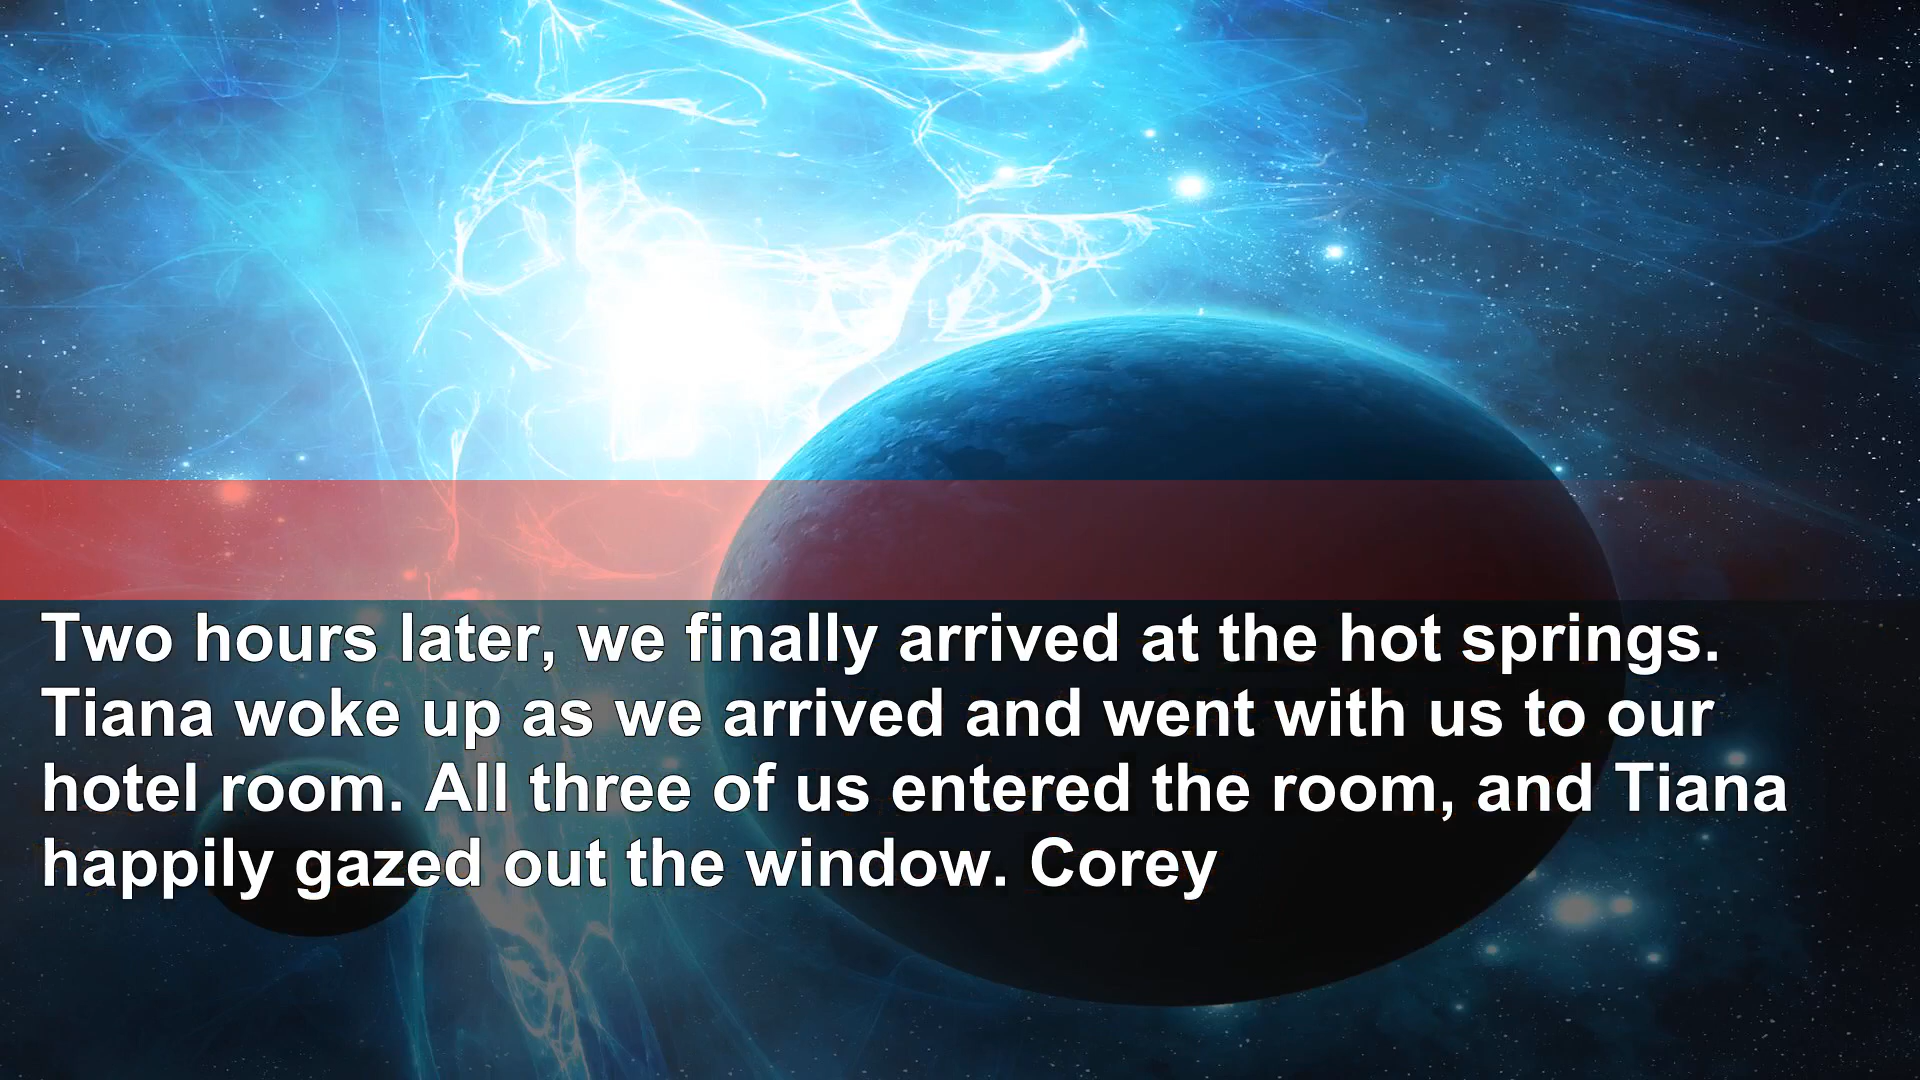 Two hours later, we finally arrived at the hot springs.
Tiana woke up as we arrived and went with us to our
hotel room. All three of us entered the room, and Tiana
happily gazed out the window. Corey